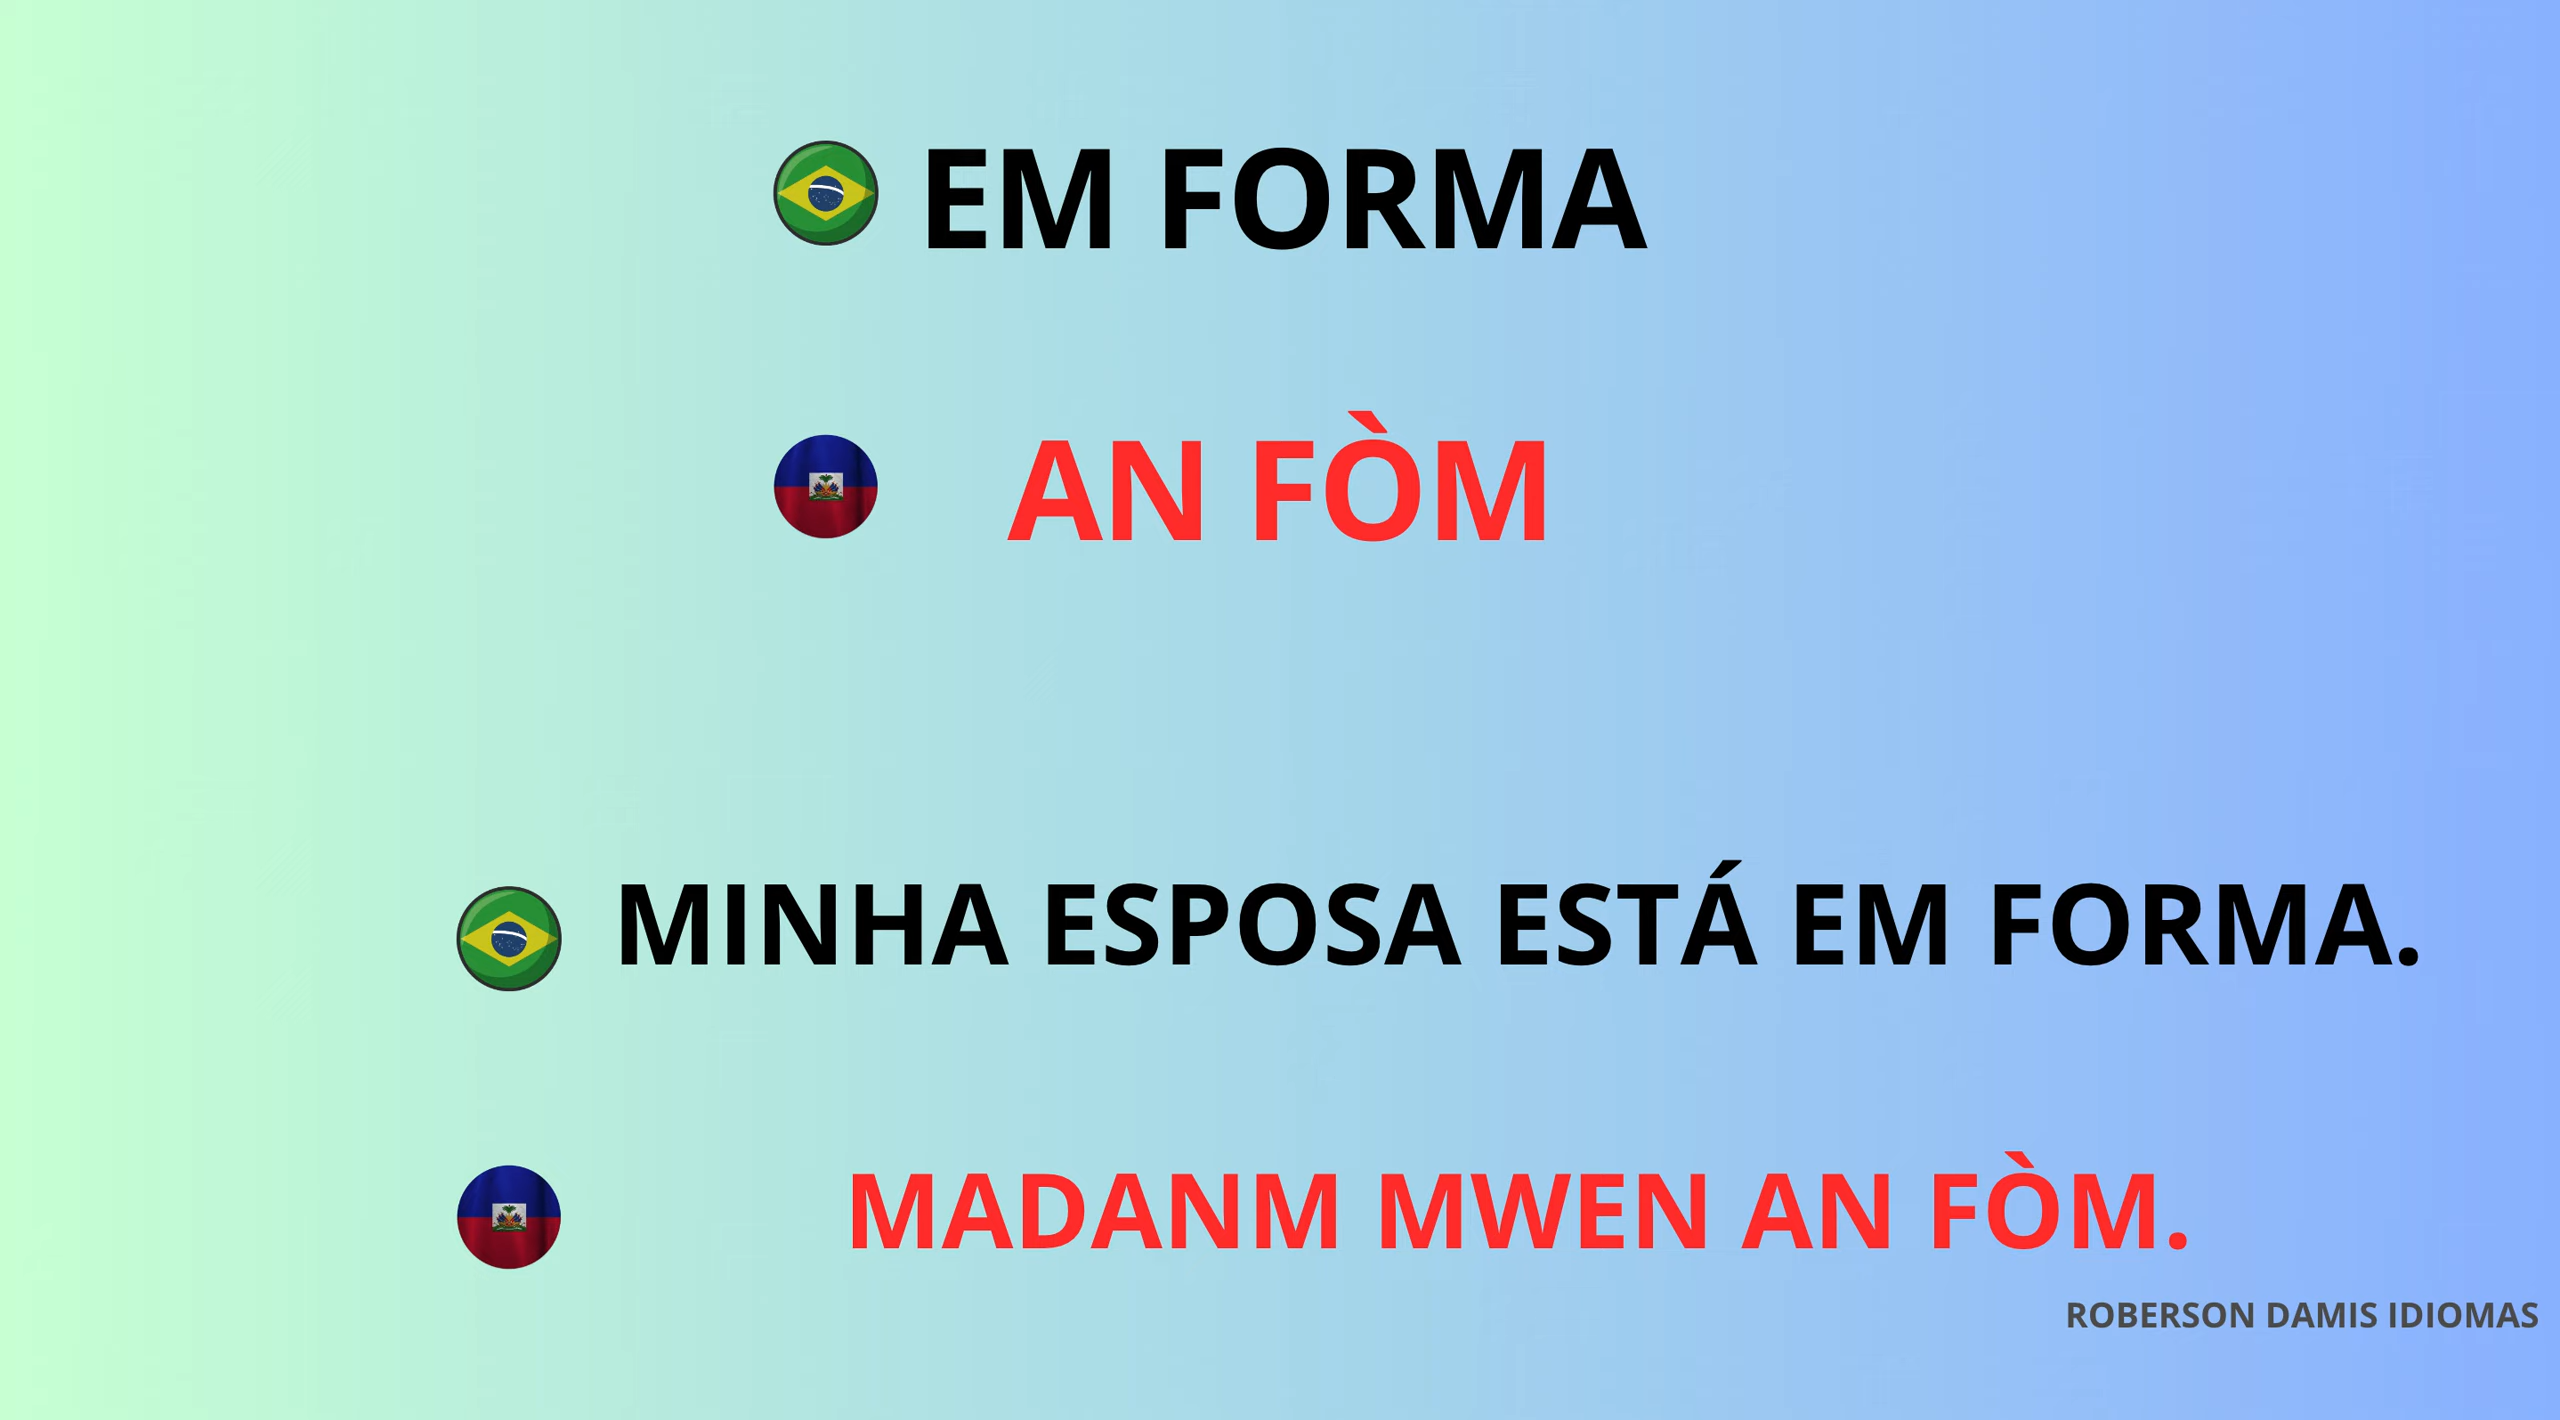 EM FORMA
AN FÒM
MINHA ESPOSA ESTÁ EM FORMA.
MADANM MWEN AN FÒM.
ROBERSON DAMIS IDIOMAS